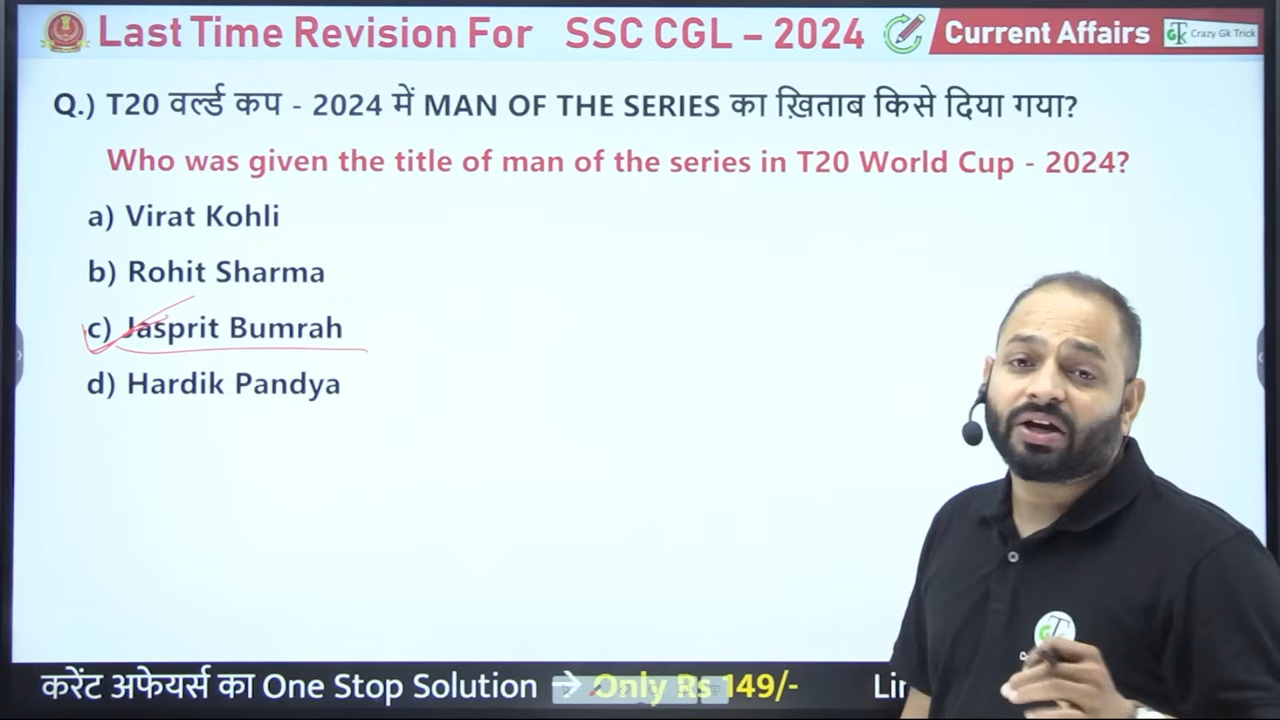 Last Time Revision For SSC CGL – 2024 Current Affairs Crazy Gk Trick
Q.) T20 वर्ल्ड कप - 2024 में MAN OF THE SERIES का ख़िताब किसे दिया गया?
Who was given the title of man of the series in T20 World Cup - 2024?
a) Virat Kohli
b) Rohit Sharma
c) Jasprit Bumrah
d) Hardik Pandya
करेंट अफेयर्स का One Stop Solution → Only Rs 149/-